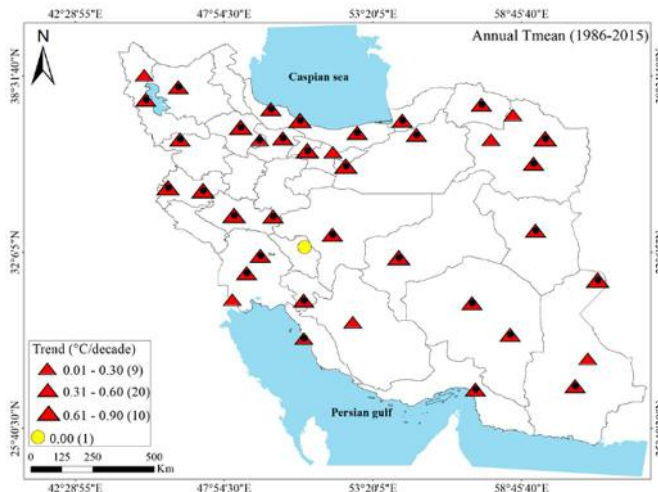 42°28'55"E 47°54'30"E 53°20'5"E 58°45'40"E
N
Annual Tmean (1986-2015)
38°31'40"N
Caspian sea
32°6'5"N
Trend (°C/decade)
0.01 - 0.30 (9)
0.31 - 0.60 (20)
0.61 - 0.90 (10)
0.00 (1)
Persian gulf
25°40'30"N
0 125 250 500
Km
42°28'55"E 47°54'30"E 53°20'5"E 58°45'40"E